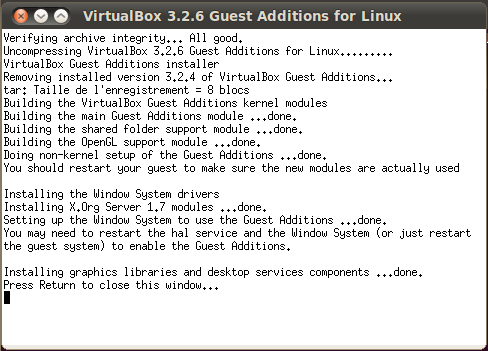 VirtualBox 3.2.6 Guest Additions for Linux
Verifying archive integrity... All good.
Uncompressing VirtualBox 3.2.6 Guest Additions for Linux.........
VirtualBox Guest Additions installer
Removing installed version 3.2.4 of VirtualBox Guest Additions...
tar: Taille de l'enregistrement = 8 blocs
Building the VirtualBox Guest Additions kernel modules
Building the main Guest Additions module ...done.
Building the shared folder support module ...done.
Building the OpenGL support module ...done.
Doing non-kernel setup of the Guest Additions ...done.
You should restart your guest to make sure the new modules are actually used
Installing the Window System drivers
Installing X.Org Server 1.7 modules ...done.
Setting up the Window System to use the Guest Additions ...done.
You may need to restart the hal service and the Window System (or just restart
the guest system) to enable the Guest Additions.
Installing graphics libraries and desktop services components ...done.
Press Return to close this window...